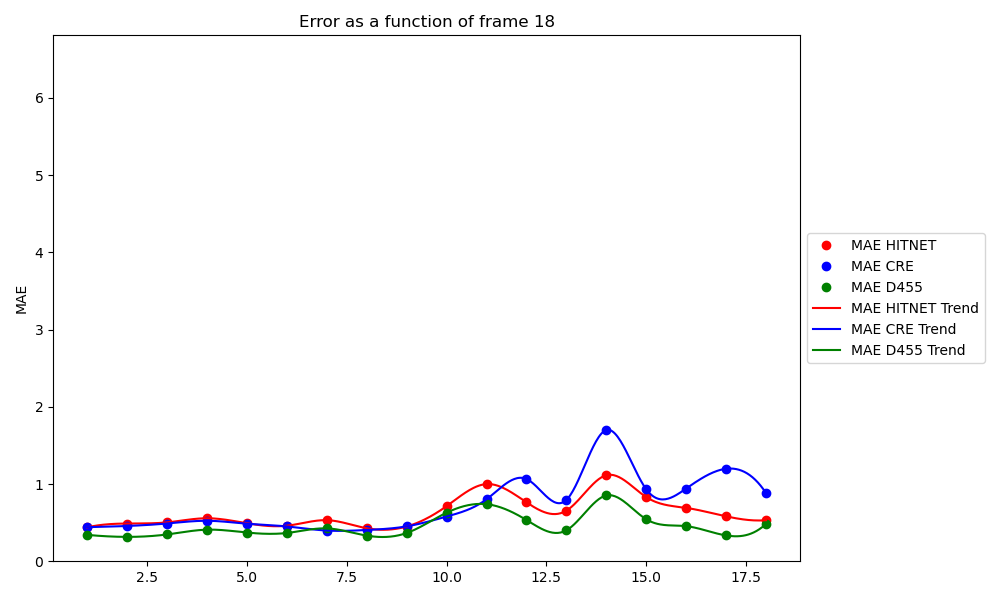 Error as a function of frame 18
MAE
6
5
4
3
2
1
0
2.5 5.0 7.5 10.0 12.5 15.0 17.5
MAE HITNET
MAE CRE
MAE D455
MAE HITNET Trend
MAE CRE Trend
MAE D455 Trend